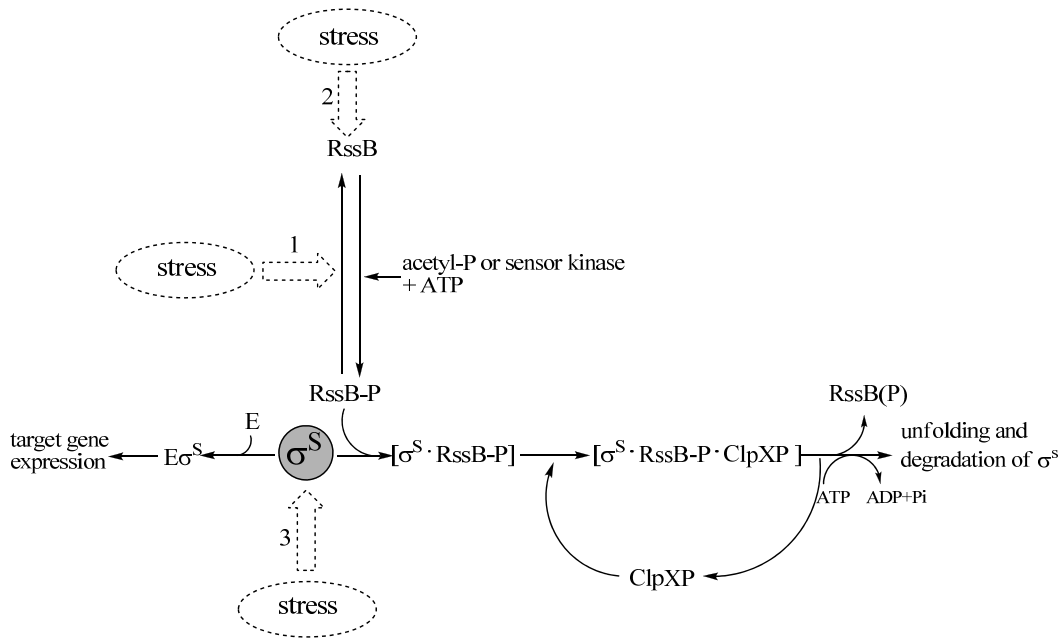 stress
2
RssB
1
stress
acetyl-P or sensor kinase
+ ATP
RssB-P
RssB(P)
E
target gene
expression
Eσˢ
σˢ
[σˢ · RssB-P]
[σˢ · RssB-P · ClpXP ]
unfolding and
degradation of σˢ
ATP
ADP+Pi
3
ClpXP
stress